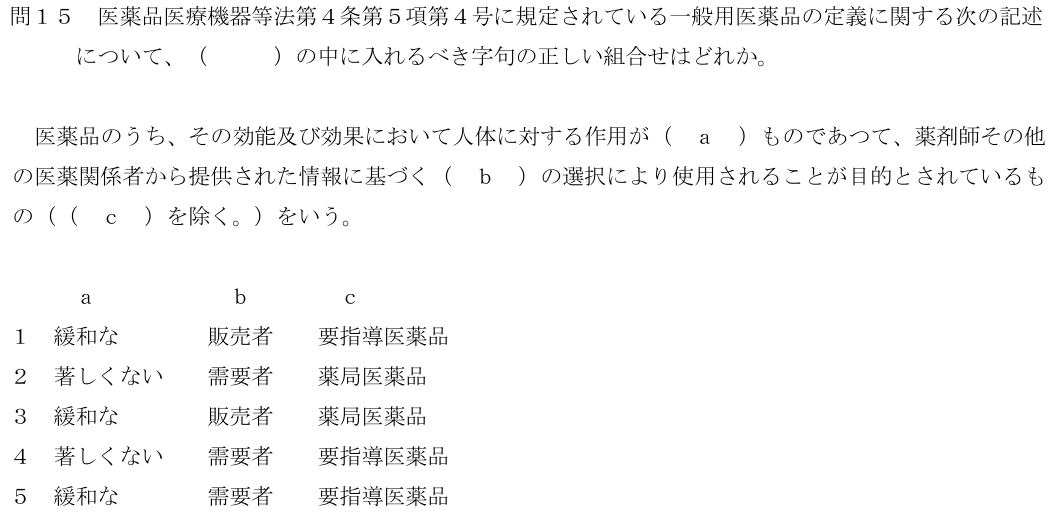 問１５　医薬品医療機器等法第４条第５項第４号に規定されている一般用医薬品の定義に関する次の記述
について、（　　　）の中に入れるべき字句の正しい組合せはどれか。
医薬品のうち、その効能及び効果において人体に対する作用が（　ａ　）ものであつて、薬剤師その他
の医薬関係者から提供された情報に基づく（　ｂ　）の選択により使用されることが目的とされているも
の（（　ｃ　）を除く。）をいう。
ａ　ｂ　ｃ
１　緩和な　販売者　要指導医薬品
２　著しくない　需要者　薬局医薬品
３　緩和な　販売者　薬局医薬品
４　著しくない　需要者　要指導医薬品
５　緩和な　需要者　要指導医薬品